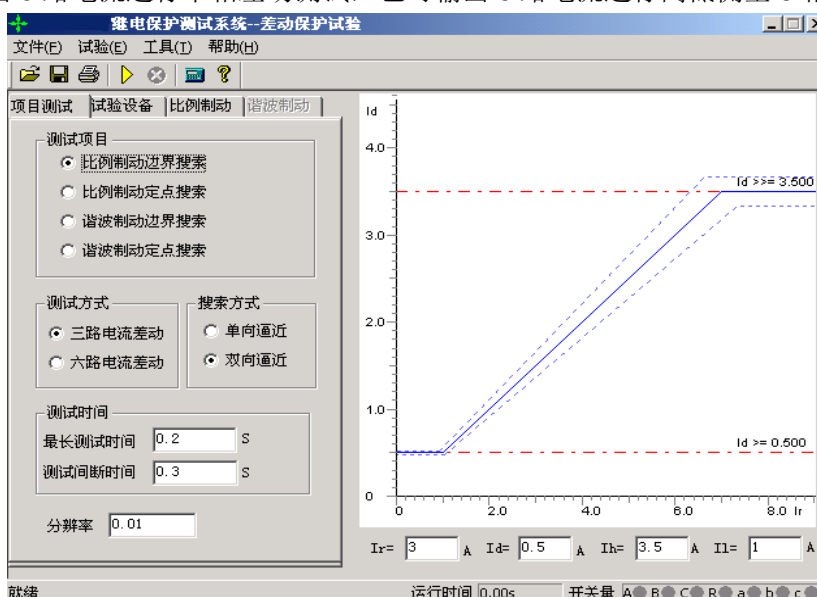 继电保护测试系统--差动保护试验
文件(F) 试验(E) 工具(T) 帮助(H)
项目测试 试验设备 比例制动 谐波制动
测试项目
比例制动边界搜索
比例制动定点搜索
谐波制动边界搜索
谐波制动定点搜索
测试方式 搜索方式
三路电流差动 单向逼近
六路电流差动 双向逼近
测试时间
最长测试时间 0.2 S
测试间断时间 0.3 S
分辨率 0.01
Id
4.0
Id >>= 3.500
3.0
2.0
1.0
Id >= 0.500
0
0 2.0 4.0 6.0 8.0 Ir
Ir= 3 A Id= 0.5 A Ih= 3.5 A Il= 1 A
就绪 运行时间 0.00s 开关量 A B C R a b c